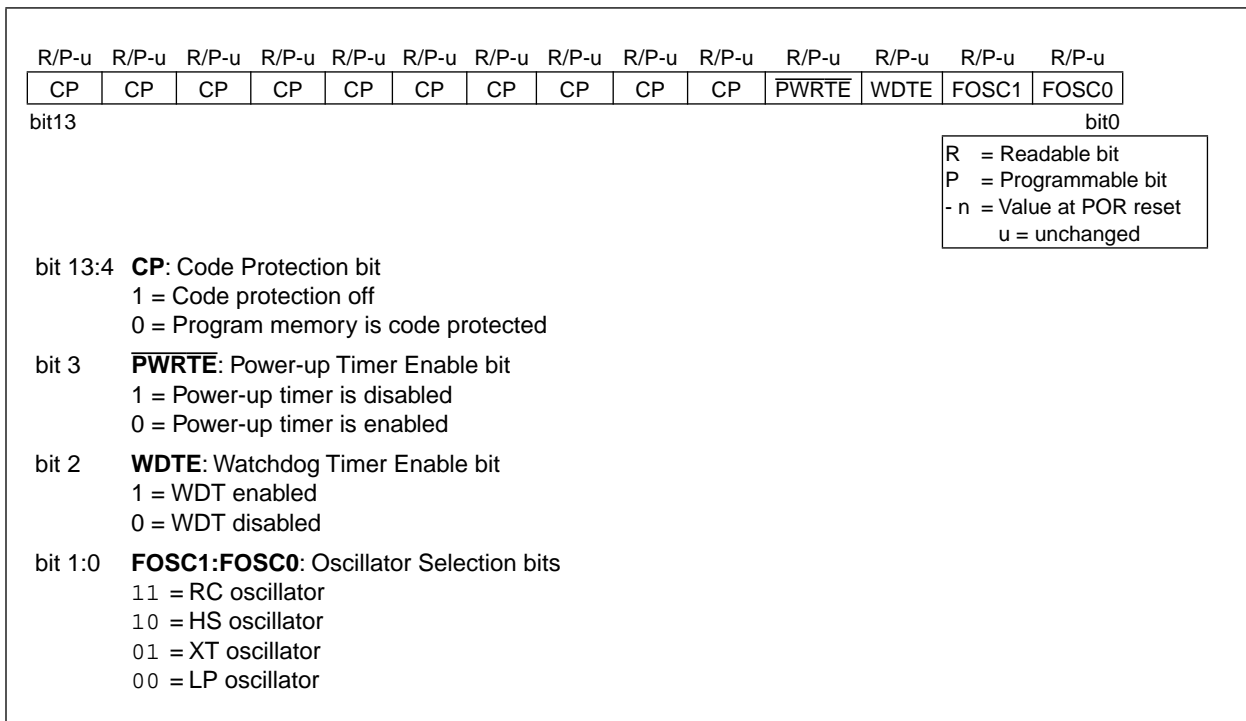 R/P-u R/P-u R/P-u R/P-u R/P-u R/P-u R/P-u R/P-u R/P-u R/P-u R/P-u R/P-u R/P-u R/P-u
CP CP CP CP CP CP CP CP CP CP PWRTE WDTE FOSC1 FOSC0
bit13 bit0
R = Readable bit
P = Programmable bit
- n = Value at POR reset
u = unchanged
bit 13:4 CP: Code Protection bit
1 = Code protection off
0 = Program memory is code protected
bit 3 PWRTE: Power-up Timer Enable bit
1 = Power-up timer is disabled
0 = Power-up timer is enabled
bit 2 WDTE: Watchdog Timer Enable bit
1 = WDT enabled
0 = WDT disabled
bit 1:0 FOSC1:FOSC0: Oscillator Selection bits
11 = RC oscillator
10 = HS oscillator
01 = XT oscillator
00 = LP oscillator